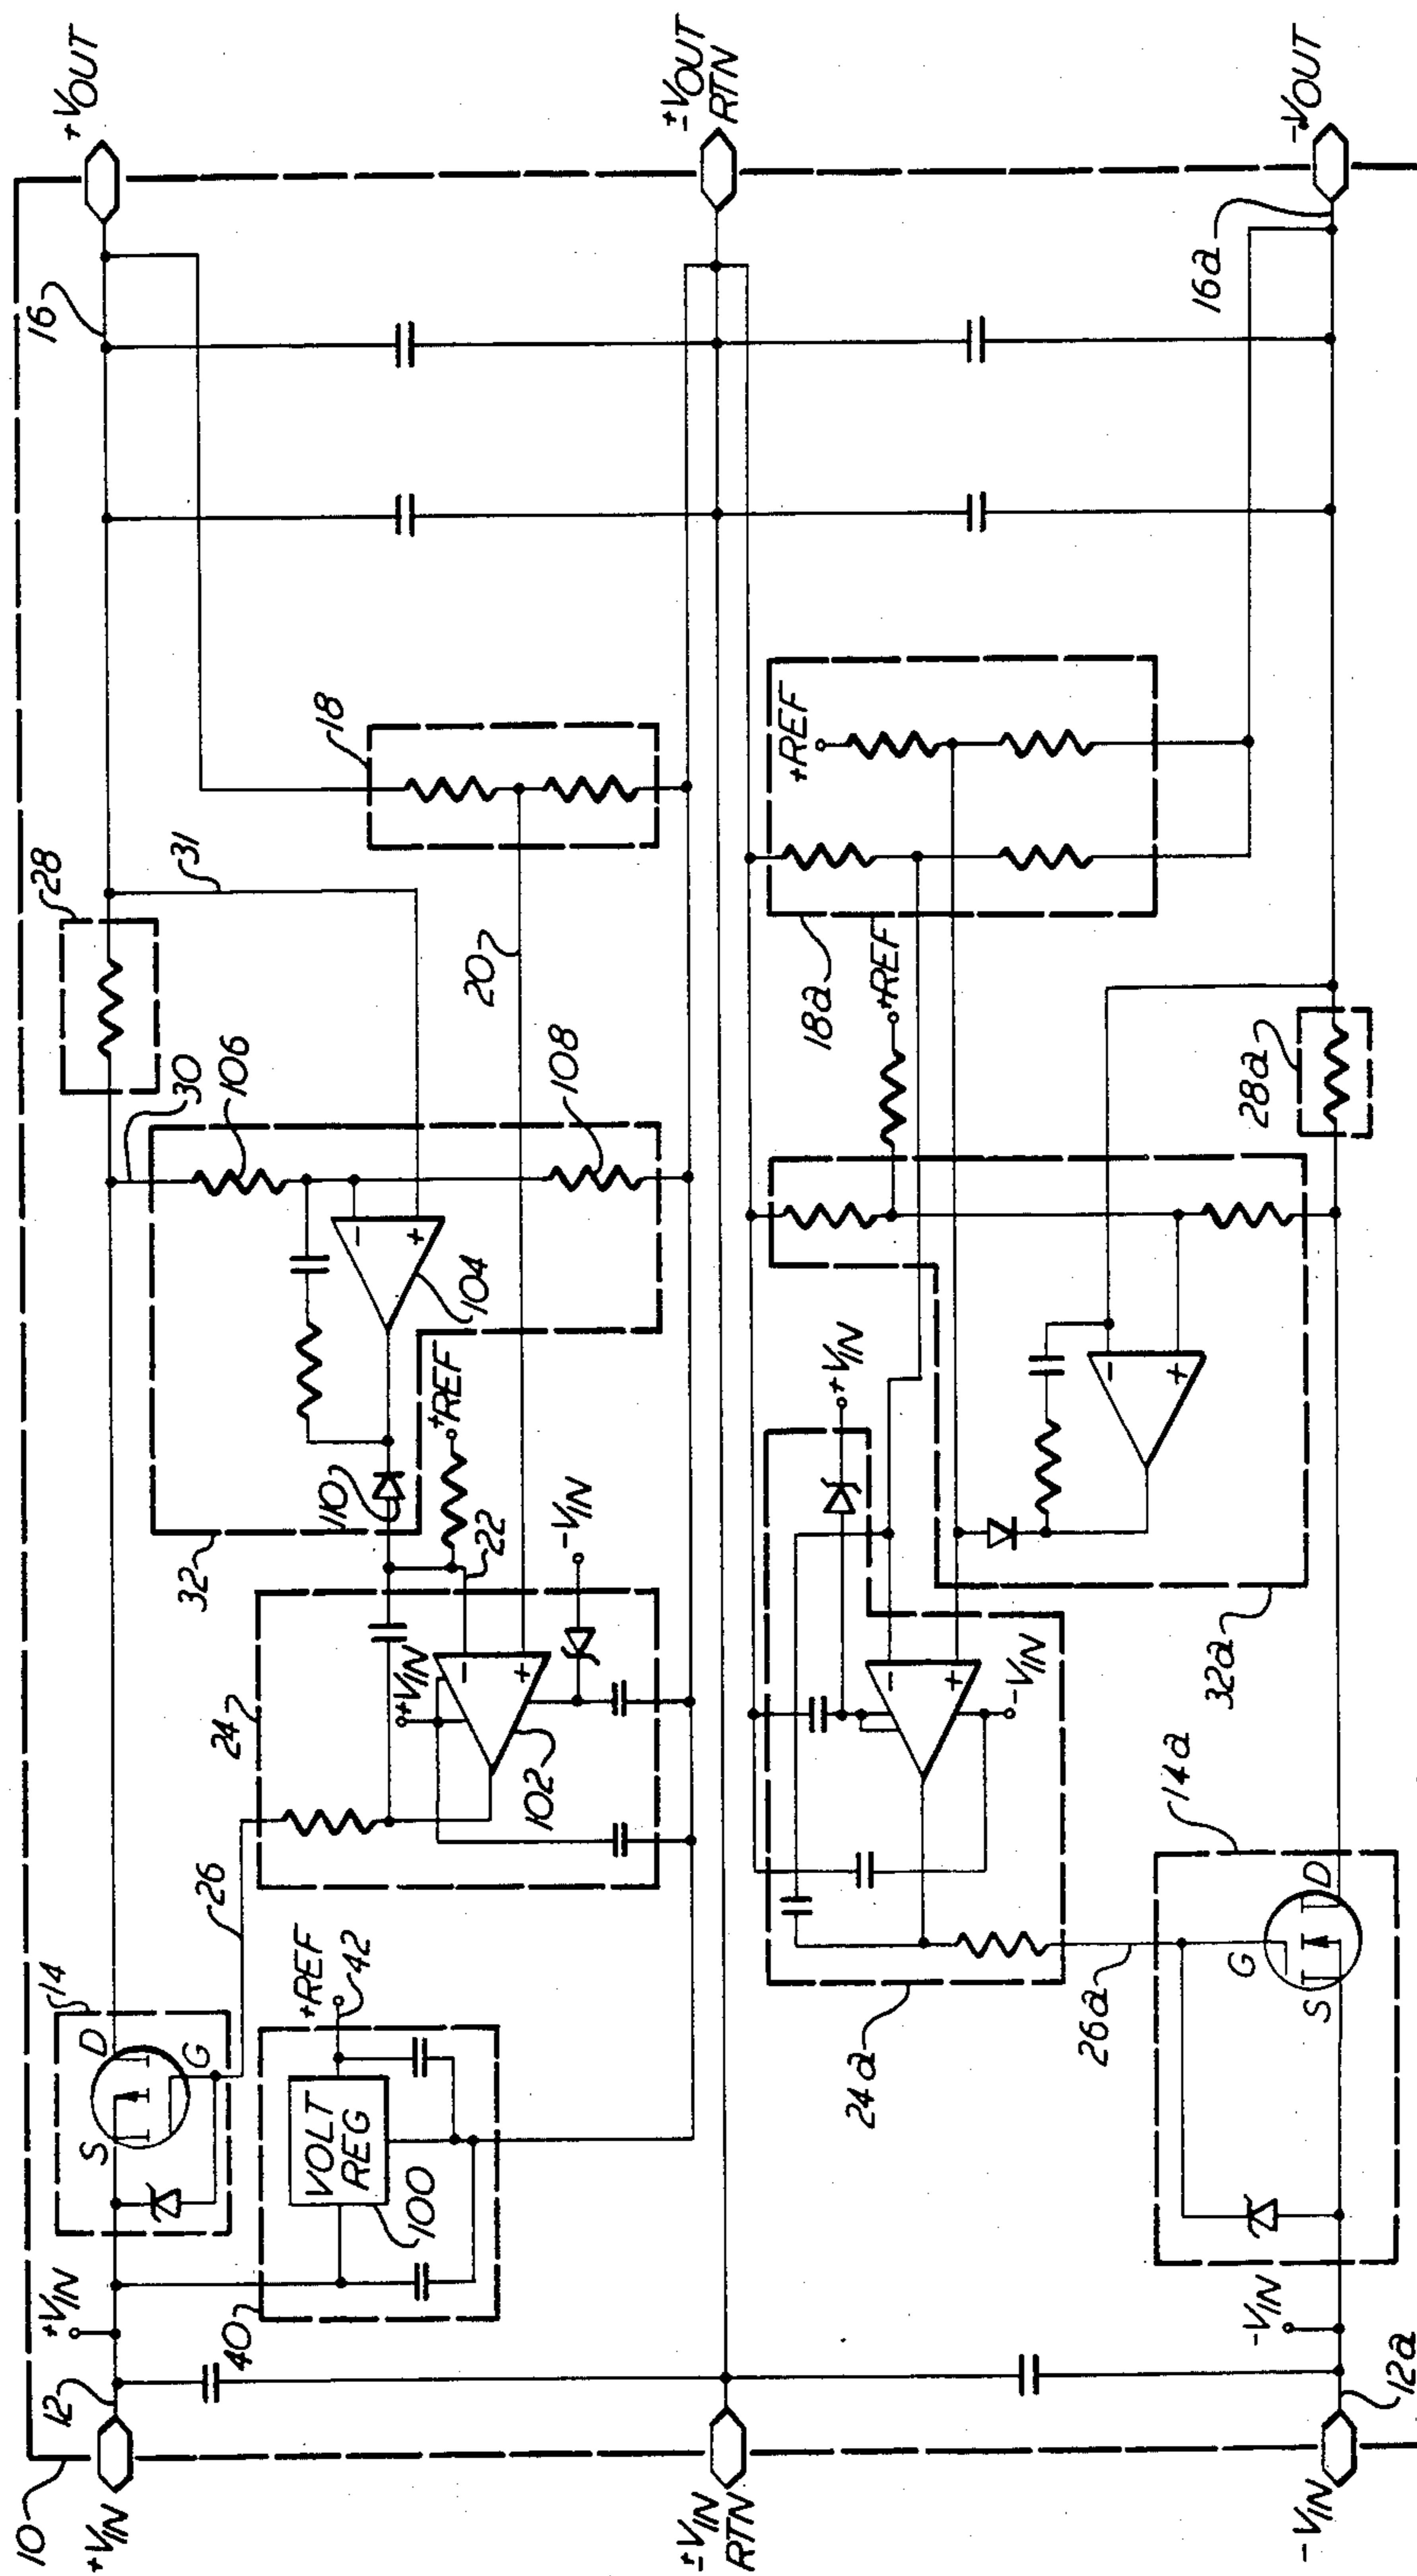 10
+VIN
12
+VIN
S
D
G
14
26
28
30
31
16
+VOUT
40
VOLT
REG
100
+REF
42
24
+VIN
-
+
102
-VIN
22
+REF
32
110
-
+
104
106
108
20
18
±VIN
RTN
±VOUT
RTN
24a
-
+
-VIN
+VIN
+REF
18a
+REF
26a
14a
G
S
D
32a
-
+
28a
16a
-VIN
-VIN
12a
-VOUT